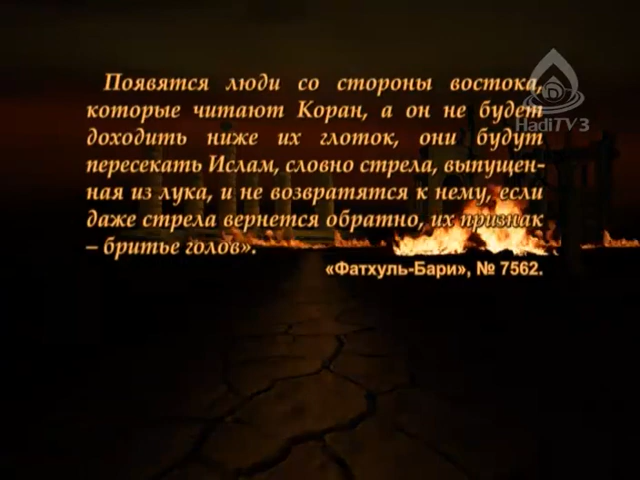 Появятся люди со стороны востока,
которые читают Коран, а он не будет
доходить ниже их глоток, они будут
пересекать Ислам, словно стрела, выпущен-
ная из лука, и не возвратятся к нему, если
даже стрела вернется обратно, их признак
– бритье голов».
«Фатхуль-Бари», № 7562.
HadiTV3